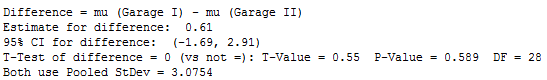 Difference = mu (Garage I) - mu (Garage II)
Estimate for difference:  0.61
95% CI for difference:  (-1.69, 2.91)
T-Test of difference = 0 (vs not =): T-Value = 0.55  P-Value = 0.589  DF = 28
Both use Pooled StDev = 3.0754